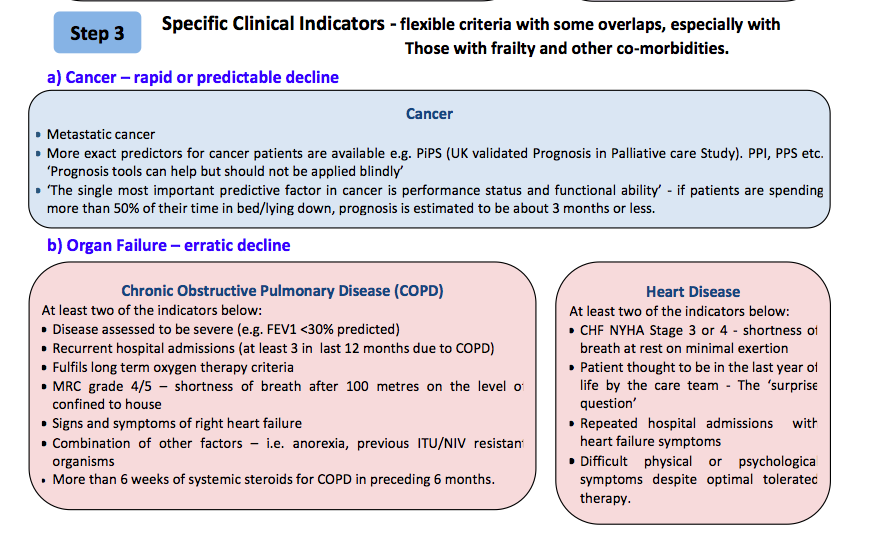 Step 3
Specific Clinical Indicators - flexible criteria with some overlaps, especially with
Those with frailty and other co-morbidities.
a) Cancer – rapid or predictable decline
Cancer
• Metastatic cancer
• More exact predictors for cancer patients are available e.g. PiPS (UK validated Prognosis in Palliative care Study). PPI, PPS etc.
‘Prognosis tools can help but should not be applied blindly’
• ‘The single most important predictive factor in cancer is performance status and functional ability’ - if patients are spending
more than 50% of their time in bed/lying down, prognosis is estimated to be about 3 months or less.
b) Organ Failure – erratic decline
Chronic Obstructive Pulmonary Disease (COPD)
At least two of the indicators below:
• Disease assessed to be severe (e.g. FEV1 <30% predicted)
• Recurrent hospital admissions (at least 3 in last 12 months due to COPD)
• Fulfils long term oxygen therapy criteria
• MRC grade 4/5 – shortness of breath after 100 metres on the level o
confined to house
• Signs and symptoms of right heart failure
• Combination of other factors – i.e. anorexia, previous ITU/NIV resistant
organisms
• More than 6 weeks of systemic steroids for COPD in preceding 6 months.
Heart Disease
At least two of the indicators below:
• CHF NYHA Stage 3 or 4 - shortness of
breath at rest on minimal exertion
• Patient thought to be in the last year of
life by the care team - The ‘surprise
question’
• Repeated hospital admissions with
heart failure symptoms
• Difficult physical or psychologica
symptoms despite optimal tolerated
therapy.